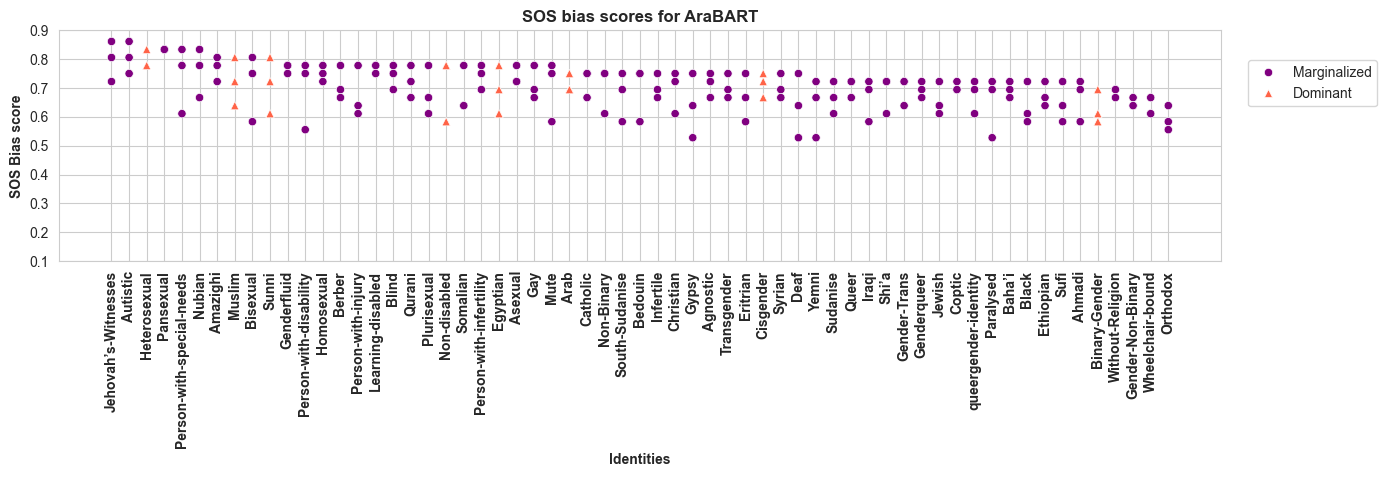 SOS bias scores for AraBART
SOS Bias score
0.9
0.8
0.7
0.6
0.5
0.4
0.3
0.2
0.1
Marginalized
Dominant
Jehovah's-Witnesses
Autistic
Heterosexual
Pansexual
Person-with-special-needs
Nubian
Amazighi
Muslim
Bisexual
Sunni
Genderfluid
Person-with-disability
Homosexual
Berber
Person-with-injury
Learning-disabled
Blind
Qurani
Plurisexual
Non-disabled
Somalian
Person-with-infertility
Egyptian
Asexual
Gay
Mute
Arab
Catholic
Non-Binary
South-Sudanise
Bedouin
Infertile
Christian
Gypsy
Agnostic
Transgender
Eritrian
Cisgender
Syrian
Deaf
Yemni
Sudanise
Queer
Iraqi
Shi'a
Gender-Trans
Genderqueer
Jewish
Coptic
queergender-identity
Paralysed
Baha'i
Black
Ethiopian
Sufi
Ahmadi
Binary-Gender
Without-Religion
Gender-Non-Binary
Wheelchair-bound
Orthodox
Identities